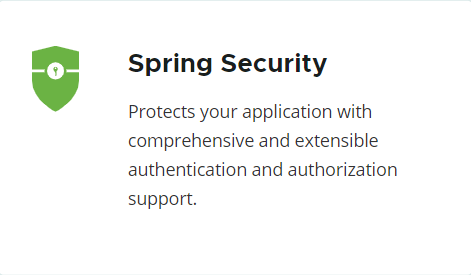 Spring Security
Protects your application with
comprehensive and extensible
authentication and authorization
support.